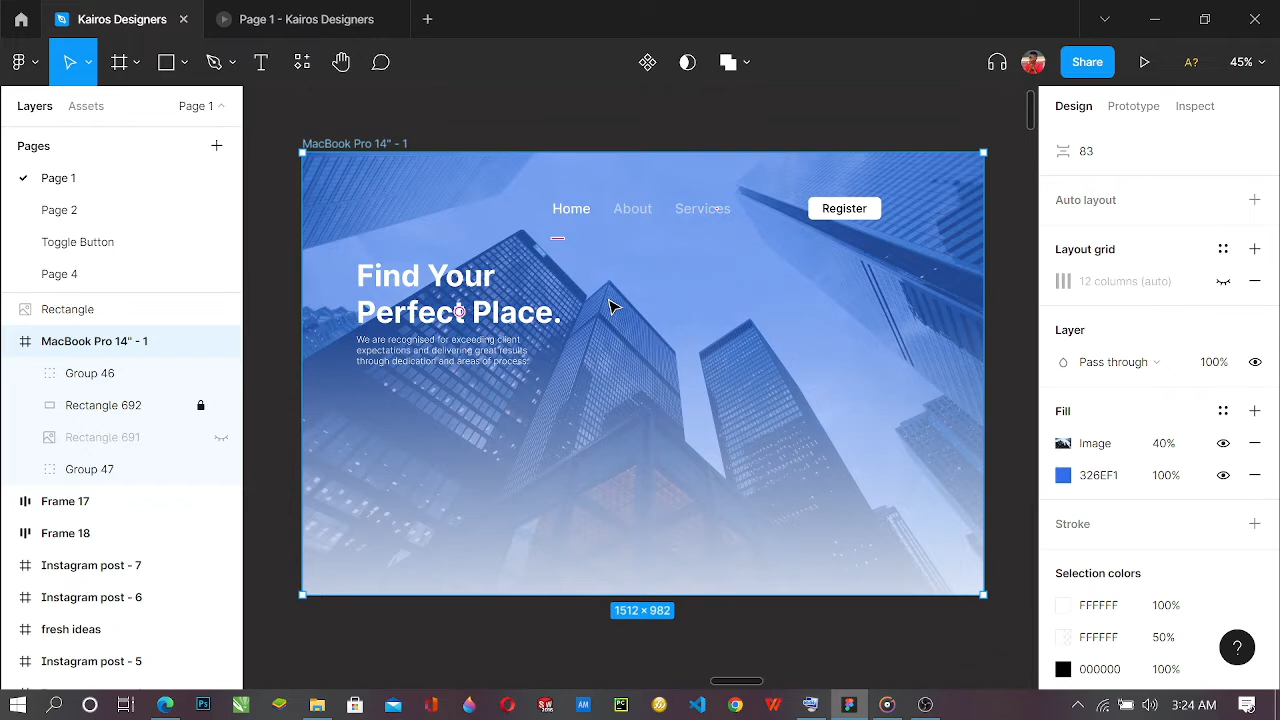 Kairos Designers
Page 1 - Kairos Designers
Share
A?
45%
Layers
Assets
Page 1
Design
Prototype
Inspect
Pages
MacBook Pro 14" - 1
83
Page 1
Page 2
Toggle Button
Page 4
Rectangle
MacBook Pro 14" - 1
Group 46
Rectangle 692
Rectangle 691
Group 47
Frame 17
Frame 18
Instagram post - 7
Instagram post - 6
fresh ideas
Instagram post - 5
Home
About
Services
Register
Find Your
Perfect Place.
We are recognised for exceeding client
expectations and delivering great results
through dedication and areas of process.
1512 × 982
Auto layout
Layout grid
12 columns (auto)
Layer
Pass through
100%
Fill
Image
40%
326EF1
100%
Stroke
Selection colors
FFFFFF
100%
FFFFFF
50%
000000
100%
?
Ps
PC
3:24 AM